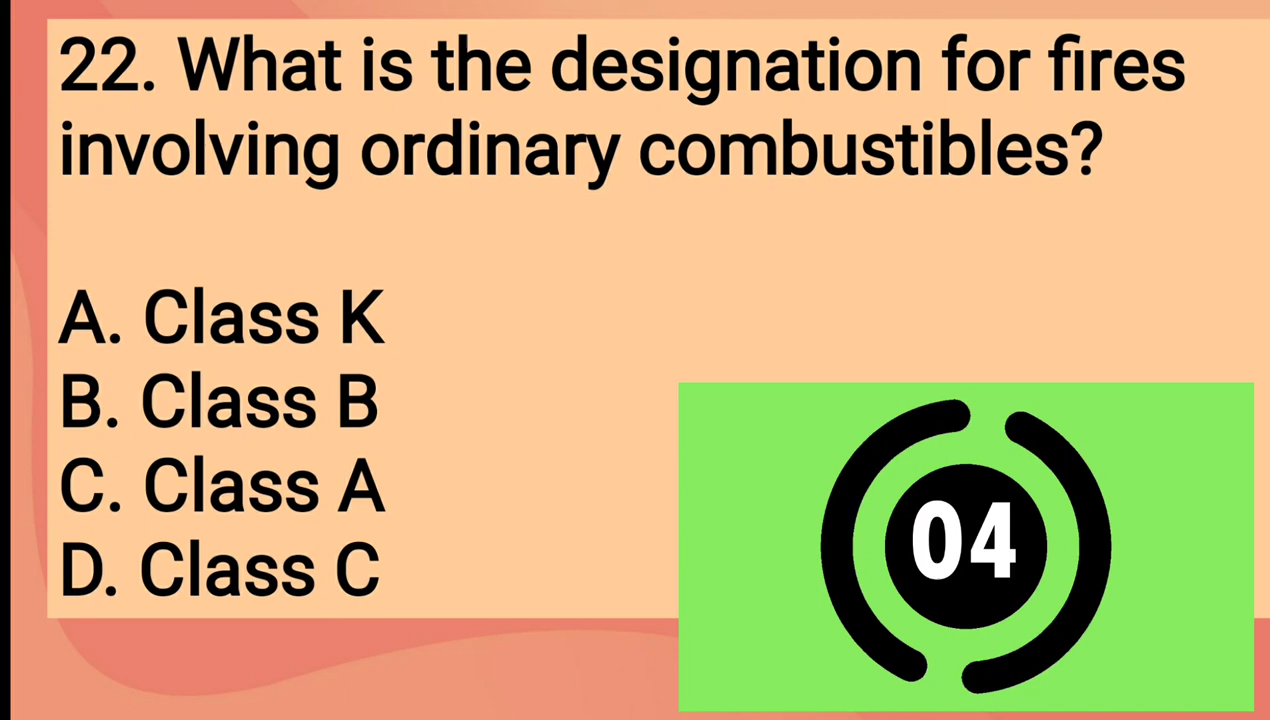 22. What is the designation for fires
involving ordinary combustibles?
A. Class K
B. Class B
C. Class A
D. Class C
04